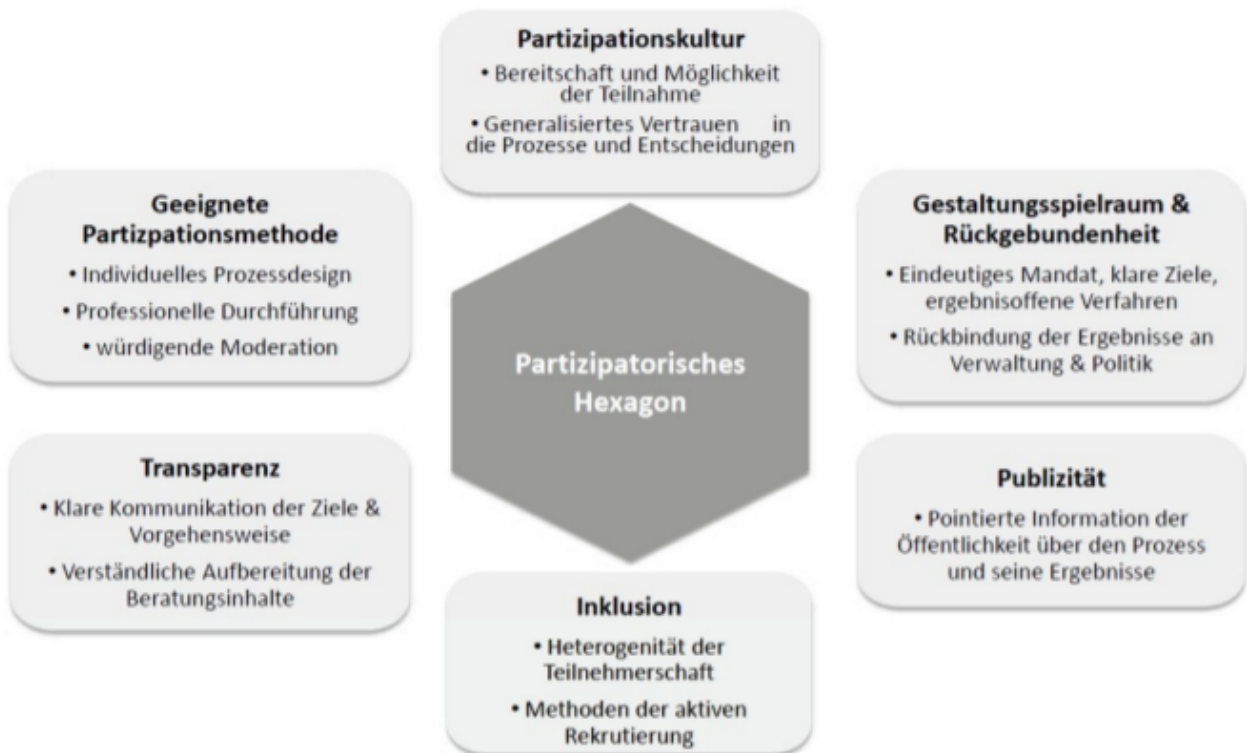 Partizipationskultur
• Bereitschaft und Möglichkeit
der Teilnahme
• Generalisiertes Vertrauen in
die Prozesse und Entscheidungen
Geeignete
Partizpationsmethode
• Individuelles Prozessdesign
• Professionelle Durchführung
• würdigende Moderation
Gestaltungsspielraum &
Rückgebundenheit
• Eindeutiges Mandat, klare Ziele,
ergebnisoffene Verfahren
• Rückbindung der Ergebnisse an
Verwaltung & Politik
Partizipatorisches
Hexagon
Transparenz
• Klare Kommunikation der Ziele &
Vorgehensweise
• Verständliche Aufbereitung der
Beratungsinhalte
Publizität
• Pointierte Information der
Öffentlichkeit über den Prozess
und seine Ergebnisse
Inklusion
• Heterogenität der
Teilnehmerschaft
• Methoden der aktiven
Rekrutierung